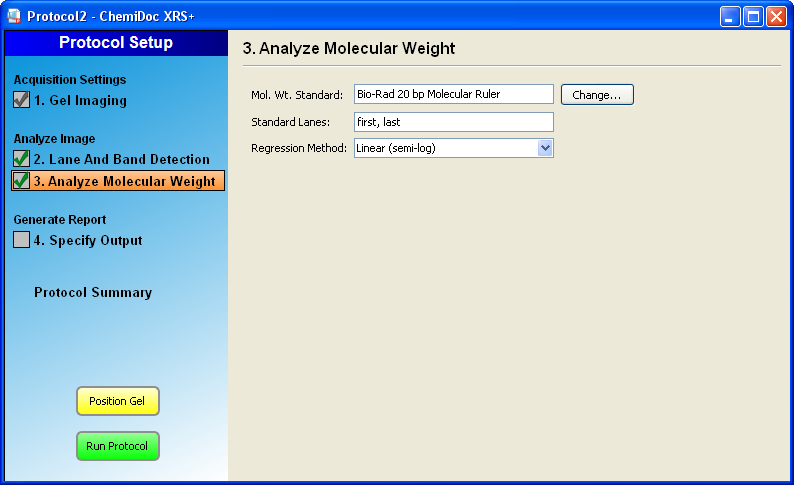 Protocol2 - ChemiDoc XRS+
Protocol Setup
Acquisition Settings
1. Gel Imaging
Analyze Image
2. Lane And Band Detection
3. Analyze Molecular Weight
Generate Report
4. Specify Output
Protocol Summary
Position Gel
Run Protocol
3. Analyze Molecular Weight
Mol. Wt. Standard: Bio-Rad 20 bp Molecular Ruler Change...
Standard Lanes: first, last
Regression Method: Linear (semi-log)